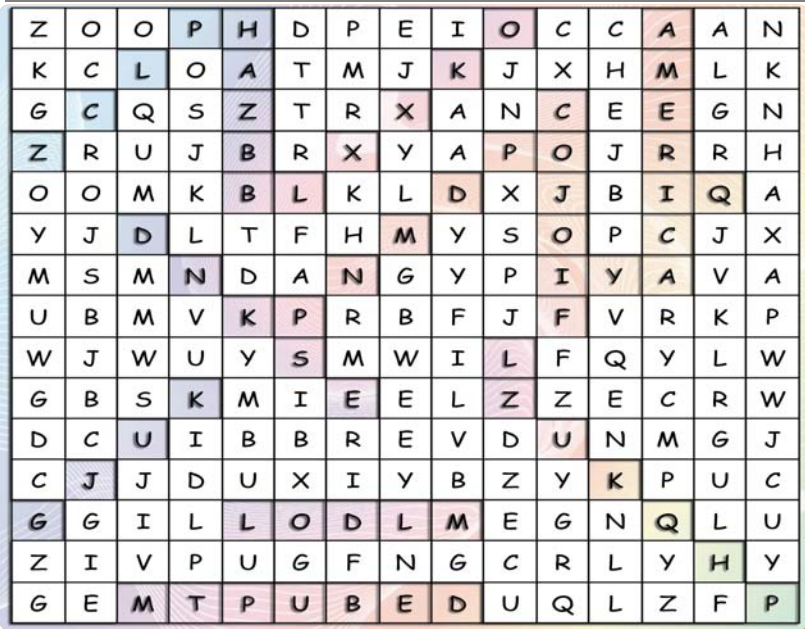 Z O O P H D P E I O C C A A N
K C L O A T M J K J X H M L K
G C Q S Z T R X A N C E E G N
Z R U J B R X Y A P O J R R H
O O M K B L K L D X J B I Q A
Y J D L T F H M Y S O P C J X
M S M N D A N G Y P I Y A V A
U B M V K P R B F J F V R K P
W J W U Y S M W I L F Q Y L W
G B S K M I E E L Z Z E C R W
D C U I B B R E V D U N M G J
C J J D U X I Y B Z Y K P U C
G G I L L O D L M E G N Q L U
Z I V P U G F N G C R L Y H Y
G E M T P U B E D U Q L Z F P